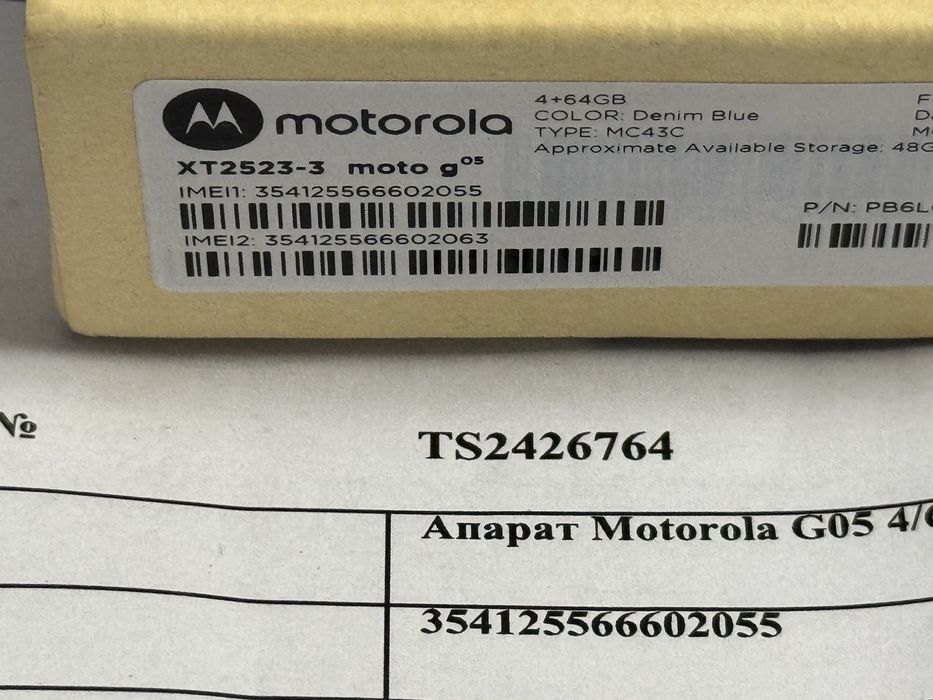 motorola
4+64GB
COLOR: Denim Blue
TYPE: MC43C
Approximate Available Storage: 48G
XT2523-3 moto g05
IMEI1: 354125566602055
IMEI2: 354125566602063
P/N: PB6L
№
TS2426764
Апарат Motorola G05 4/
354125566602055